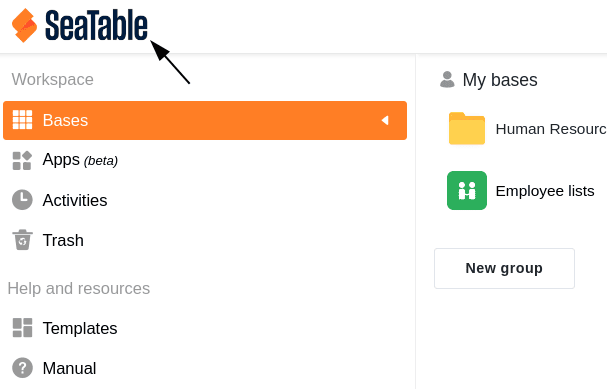 SeaTable
Workspace
Bases
Apps (beta)
Activities
Trash
Help and resources
Templates
Manual
My bases
Human Resourc
Employee lists
New group